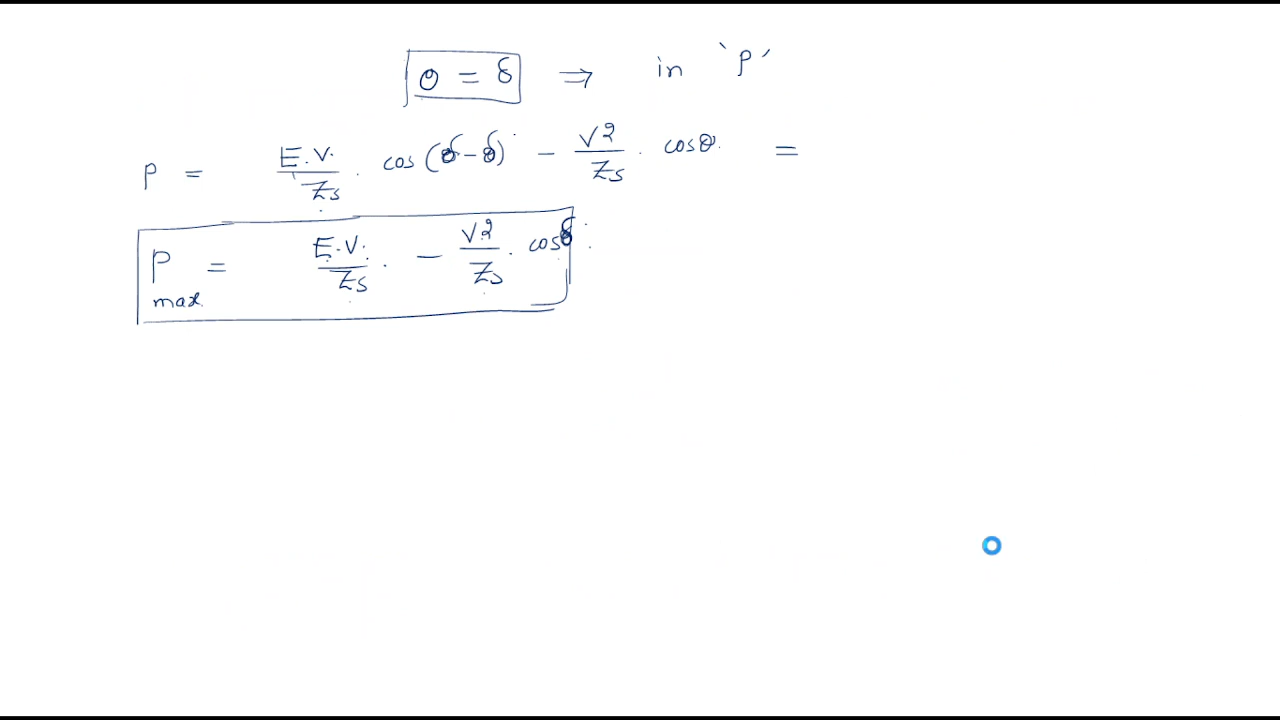 θ = δ ⇒ in 'P'
P = E.V./Zs . cos(δ-δ) - V²/Zs . cosθ. =
Pmax = E.V./Zs . - V²/Zs . cosδ.